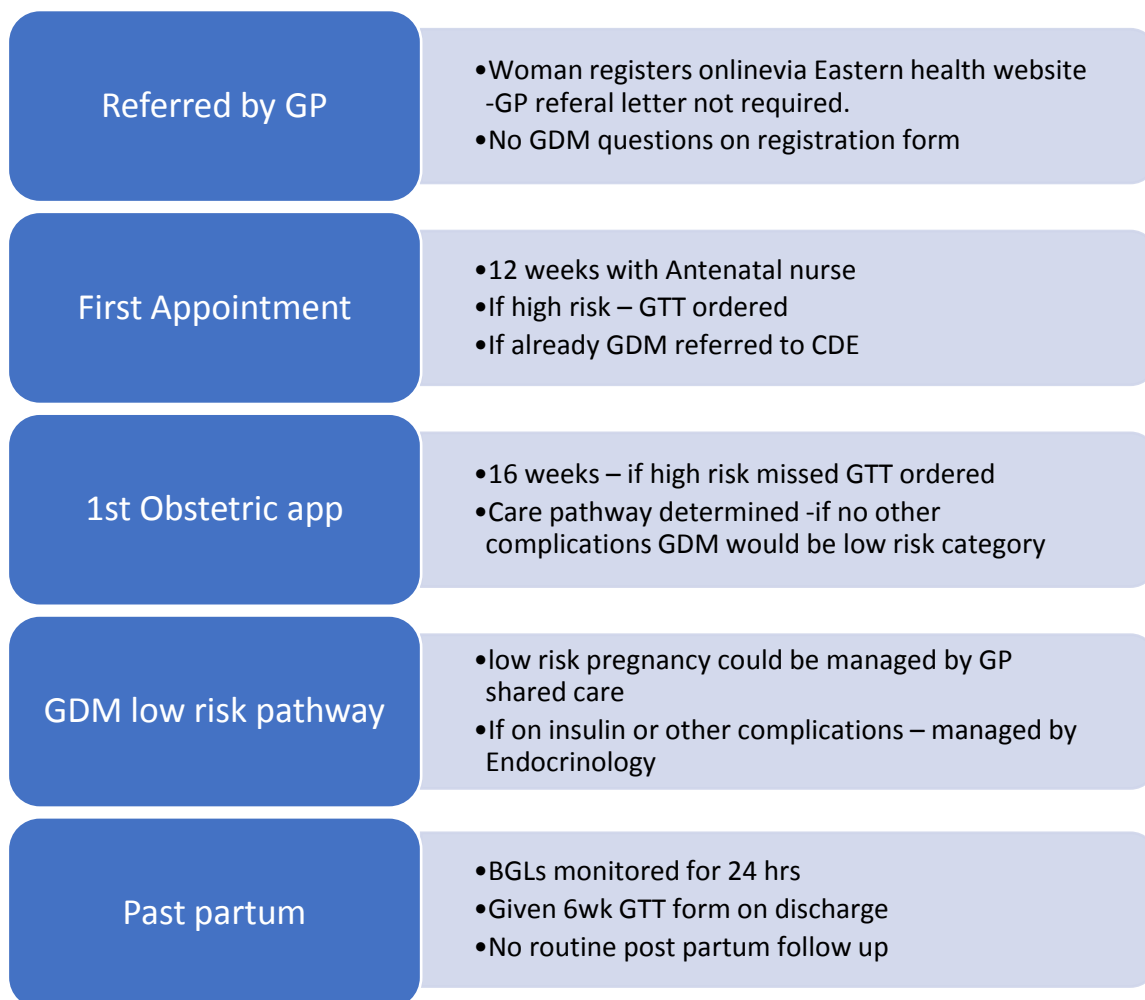 Referred by GP
•Woman registers onlinevia Eastern health website
-GP referal letter not required.
•No GDM questions on registration form
First Appointment
•12 weeks with Antenatal nurse
•If high risk – GTT ordered
•If already GDM referred to CDE
1st Obstetric app
•16 weeks – if high risk missed GTT ordered
•Care pathway determined -if no other
complications GDM would be low risk category
GDM low risk pathway
•low risk pregnancy could be managed by GP
shared care
•If on insulin or other complications – managed by
Endocrinology
Past partum
•BGLs monitored for 24 hrs
•Given 6wk GTT form on discharge
•No routine post partum follow up